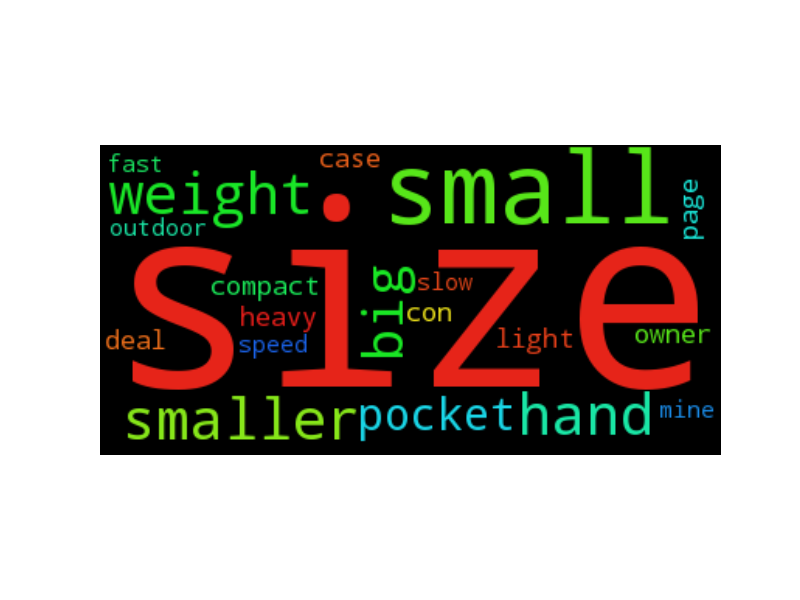 fast
case
weight
small
page
outdoor
size
compact
big
slow
heavy
con
deal
speed
light
owner
smaller
pocket
hand
mine